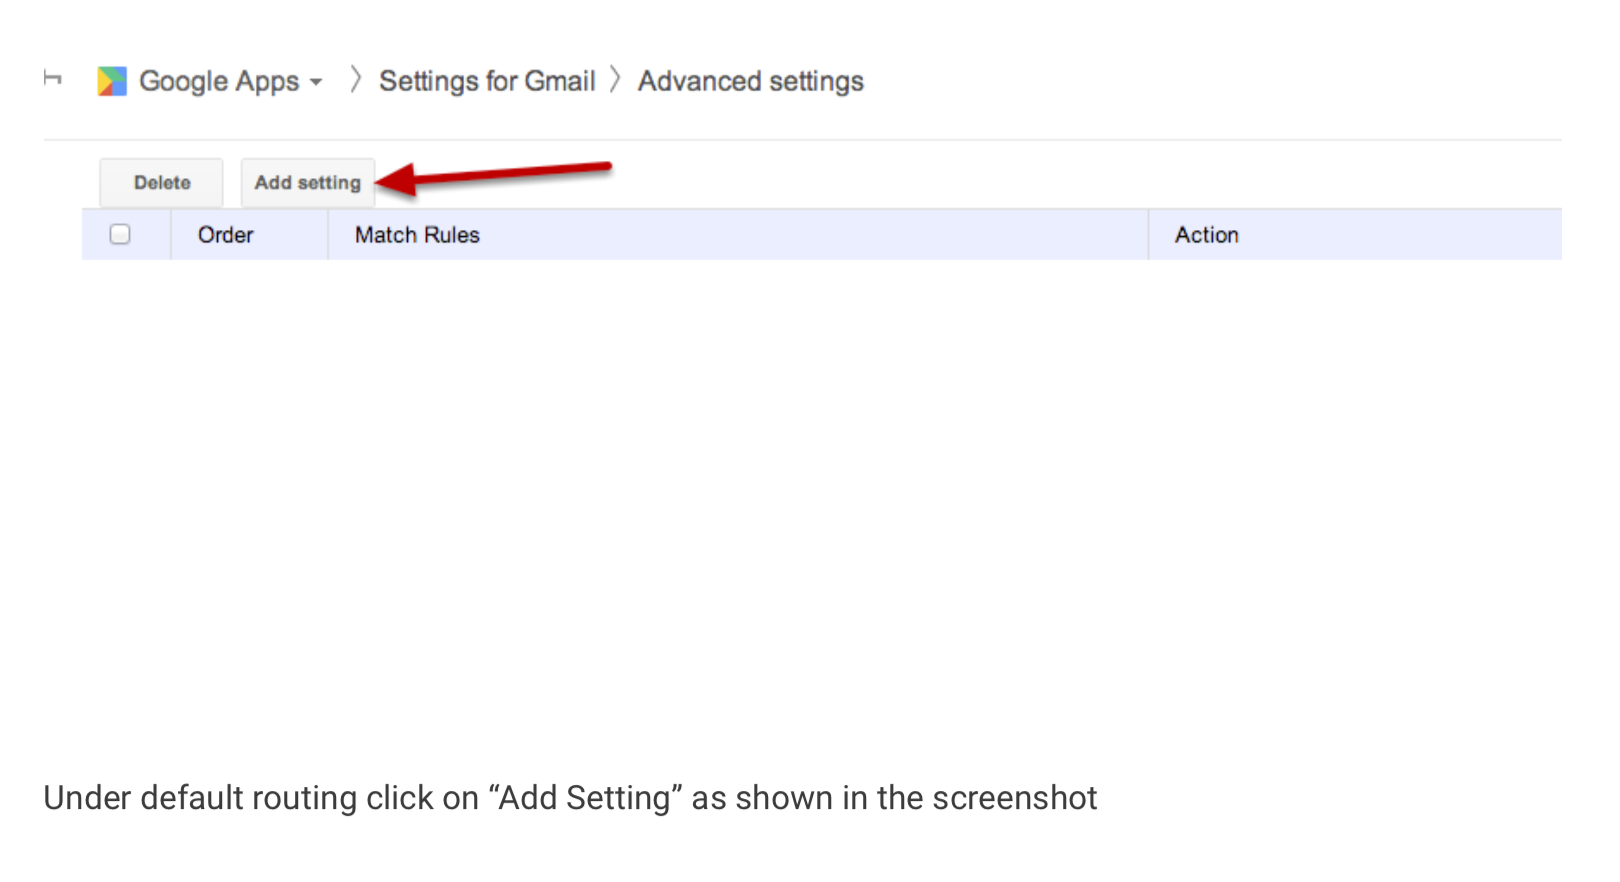 Google Apps 〉 Settings for Gmail 〉 Advanced settings
Delete Add setting
Order Match Rules Action
Under default routing click on “Add Setting” as shown in the screenshot